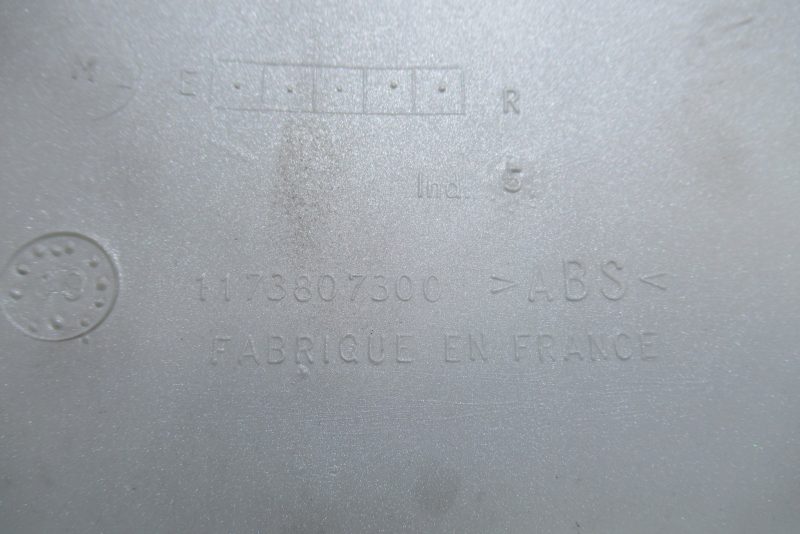 M E R
Ind. 5
1173807300 >ABS<
FABRIQUE EN FRANCE